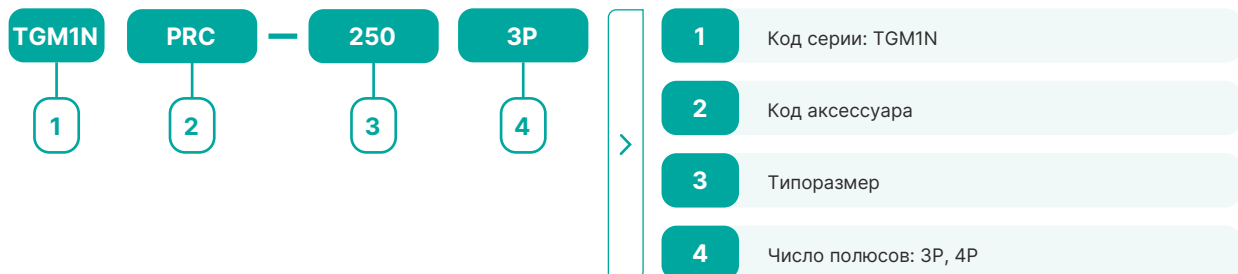 TGM1N PRC — 250 3P
1 2 3 4
1 Код серии: TGM1N
2 Код аксессуара
3 Типоразмер
4 Число полюсов: 3P, 4P